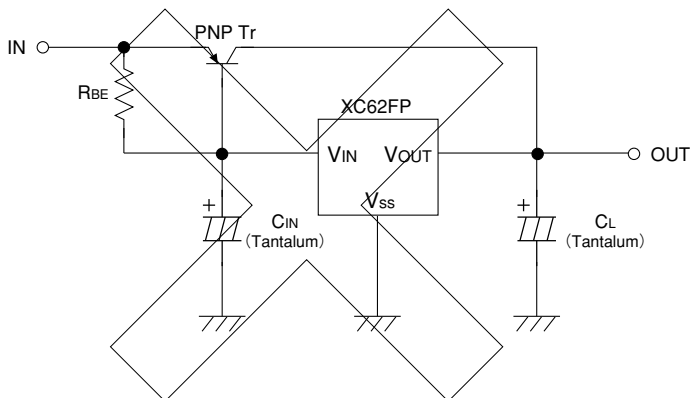 PNP Tr
IN
RBE
XC62FP
VIN VOUT
OUT
VSS
+ CIN
(Tantalum)
+ CL
(Tantalum)